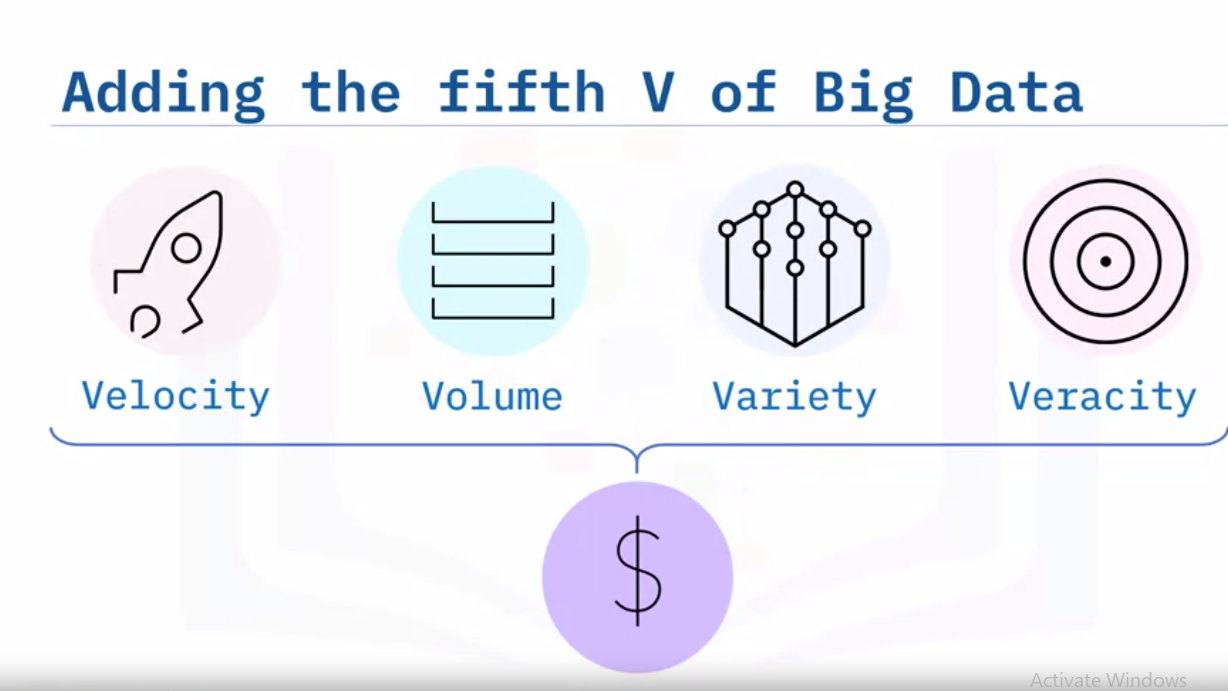 Adding the fifth V of Big Data
Velocity Volume Variety Veracity
$
Activate Windows